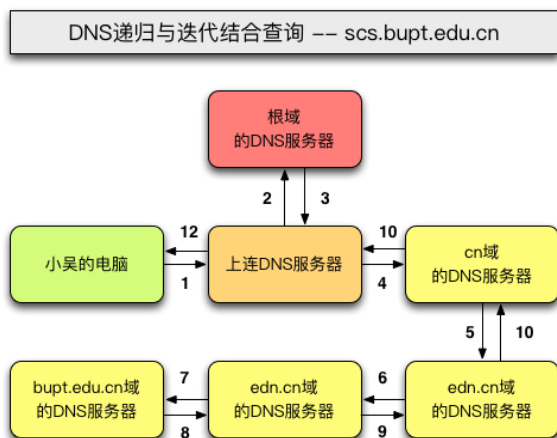 DNS递归与迭代结合查询 -- scs.bupt.edu.cn
根域
的DNS服务器
2
3
12
10
小吴的电脑
上连DNS服务器
cn域
的DNS服务器
1
4
5
10
7
6
bupt.edu.cn域
的DNS服务器
edn.cn域
的DNS服务器
edn.cn域
的DNS服务器
8
9